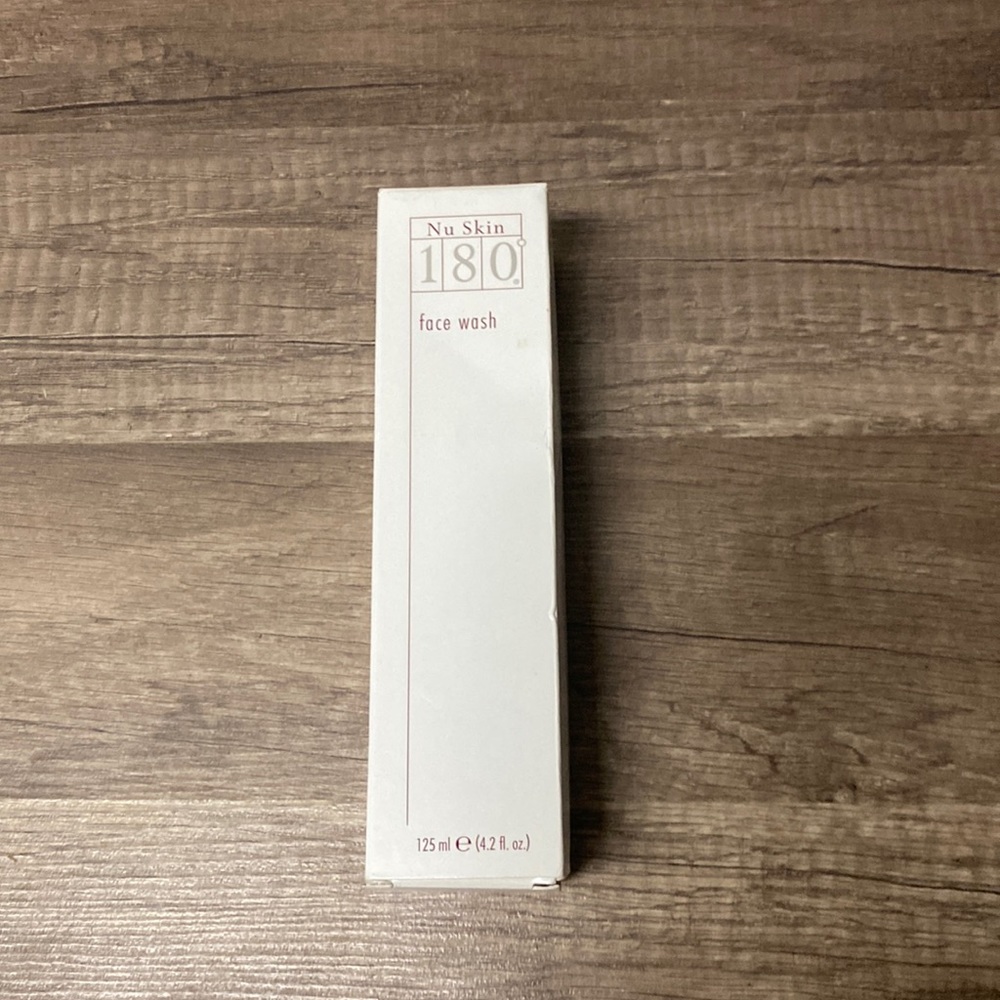 Nu Skin
180°
face wash
125 ml ℮ (4.2 fl. oz.)